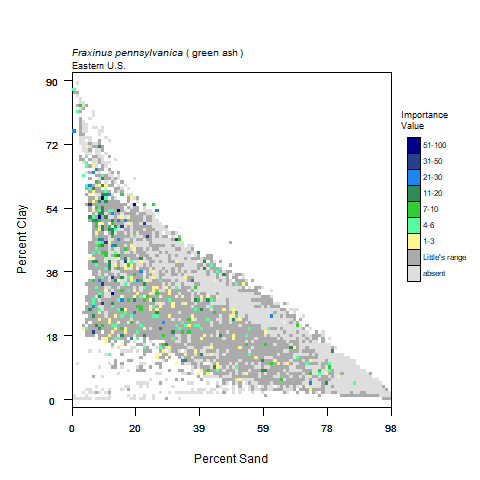 Fraxinus pennsylvanica ( green ash )
Eastern U.S.
Importance
Value
51-100
31-50
21-30
11-20
7-10
4-6
1-3
Little's range
absent
Percent Clay
90
72
54
36
18
0
0
20
39
59
78
98
Percent Sand